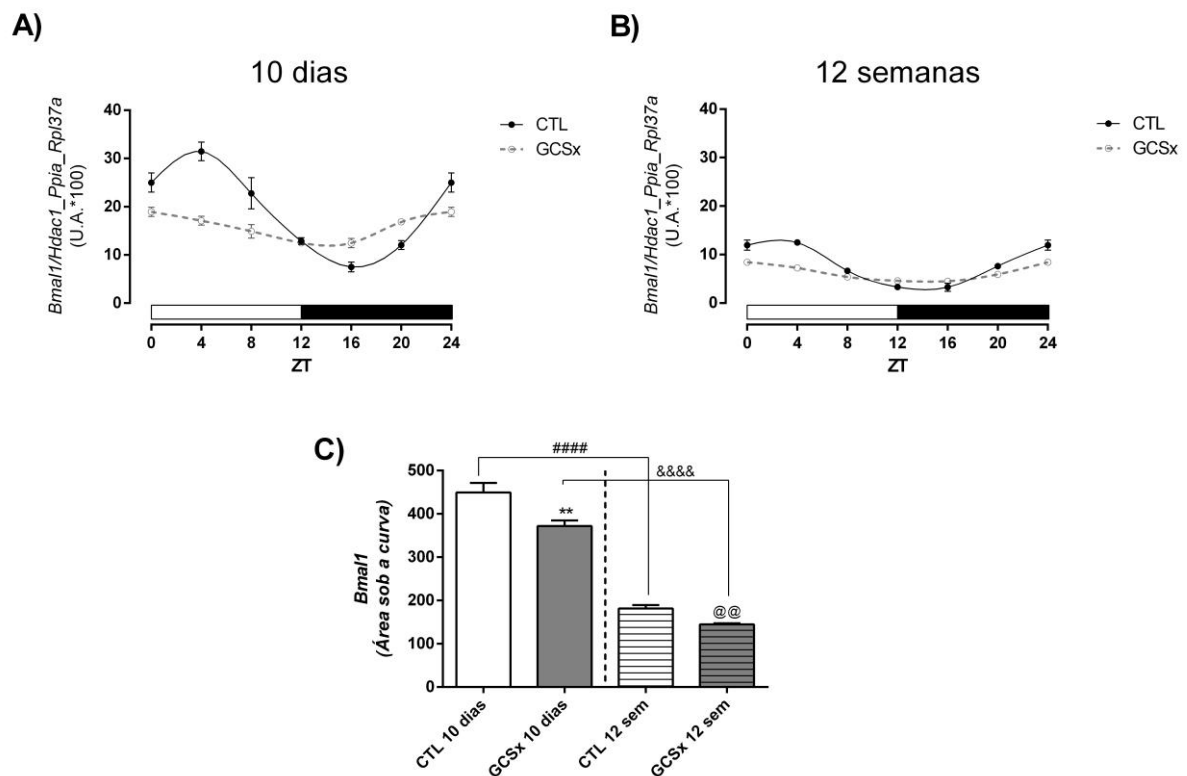 A)
10 dias
Bmal1/Hdac1_Ppia_Rpl37a
(U.A.*100)
40
30
20
10
0
0 4 8 12 16 20 24
ZT
CTL
GCSx
B)
12 semanas
Bmal1/Hdac1_Ppia_Rpl37a
(U.A.*100)
40
30
20
10
0
0 4 8 12 16 20 24
ZT
CTL
GCSx
C)
####
&&&&
**
@@
Bmal1
(Área sob a curva)
500
400
300
200
100
0
CTL 10 dias
GCSx 10 dias
CTL 12 sem
GCSx 12 sem